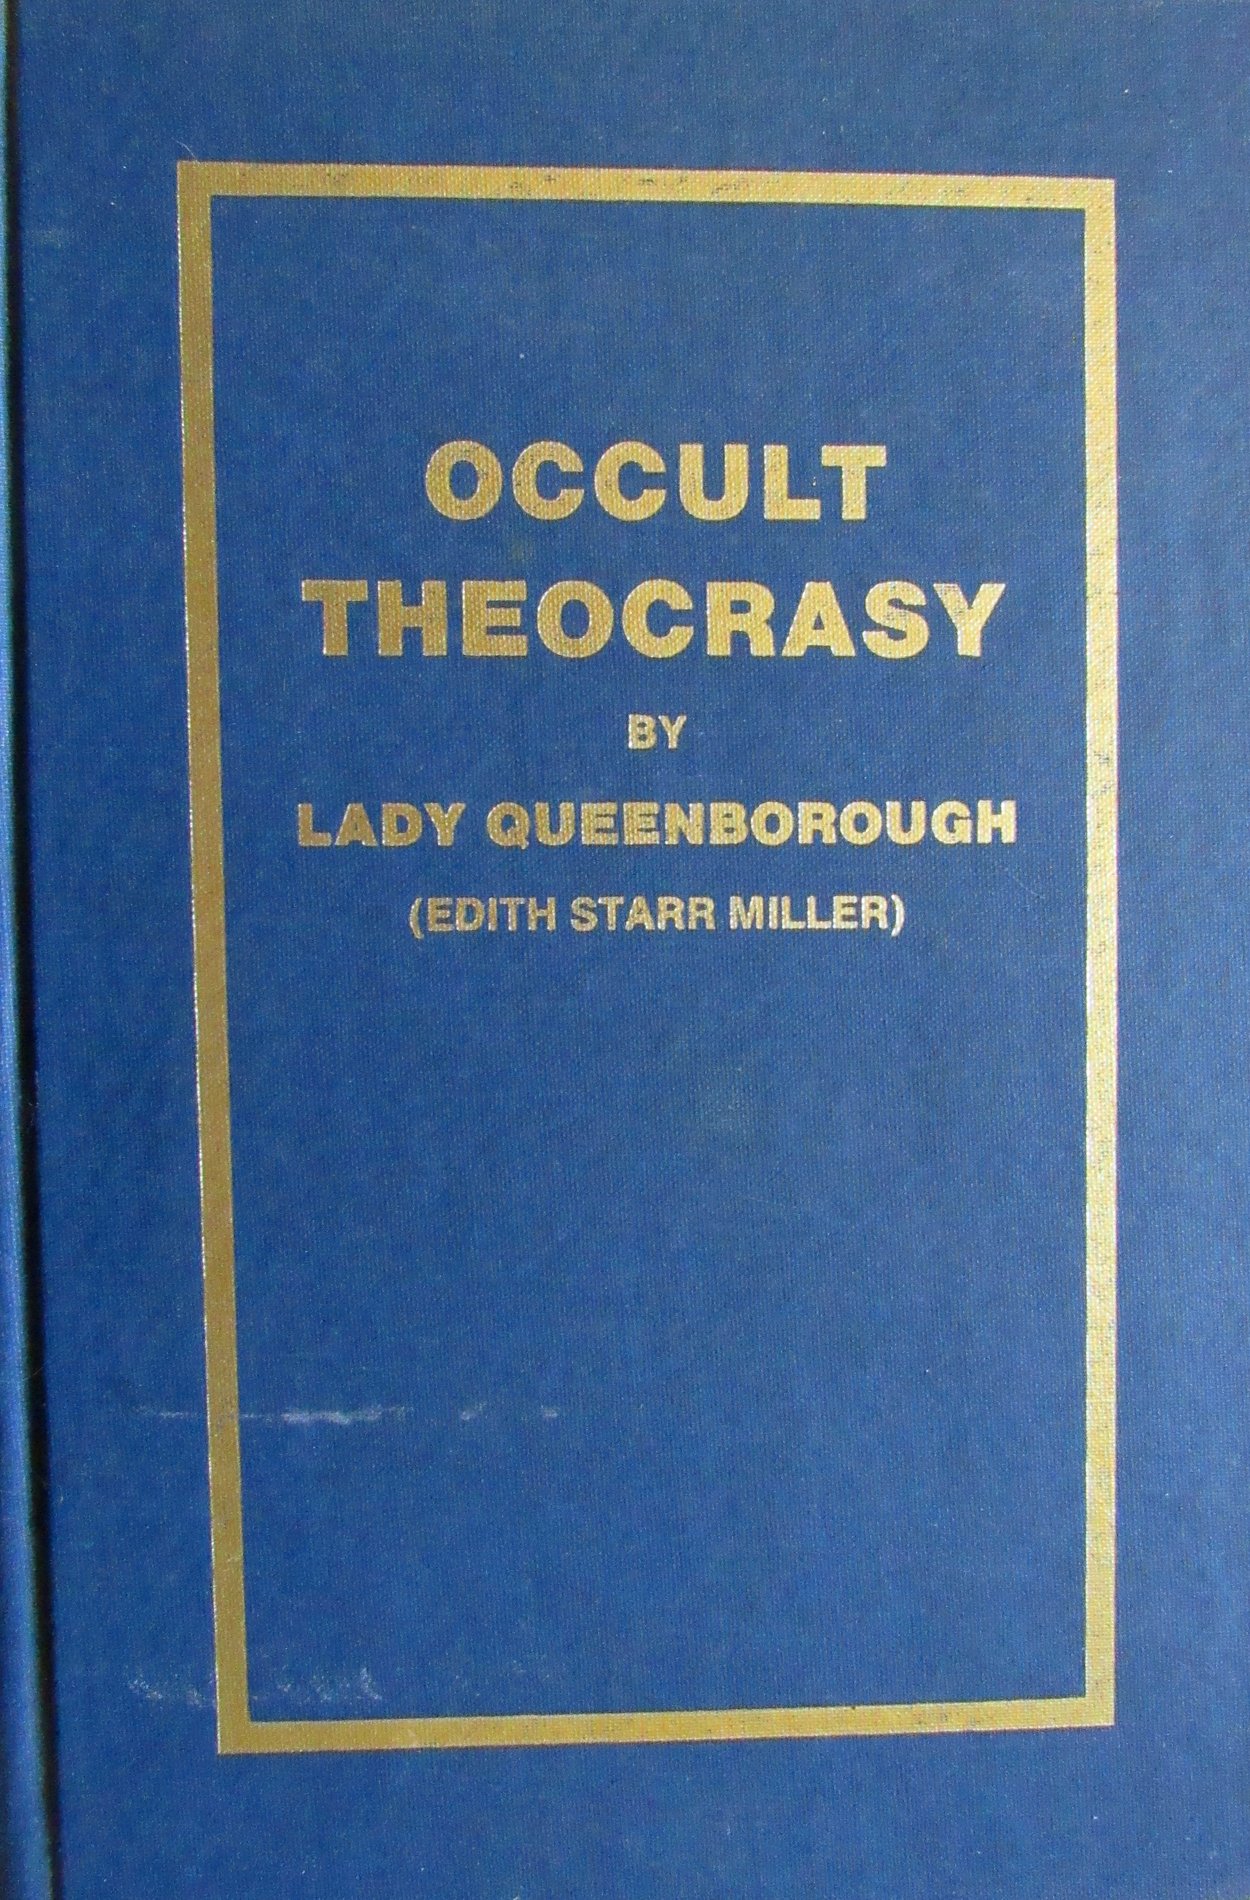 OCCULT
THEOCRASY
BY
LADY QUEENBOROUGH
(EDITH STARR MILLER)